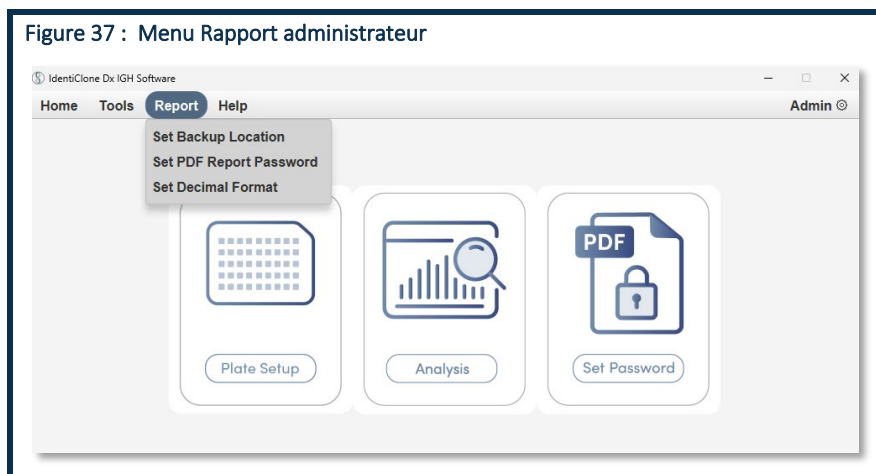 Figure 37 : Menu Rapport administrateur
IdentiClone Dx IGH Software
Home Tools Report Help Admin
Set Backup Location
Set PDF Report Password
Set Decimal Format
PDF
Plate Setup Analysis Set Password